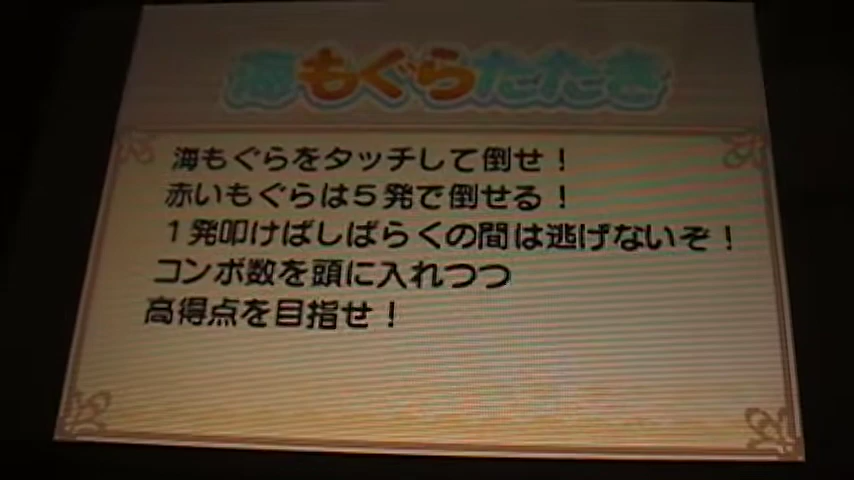 海もぐらたたき
海もぐらをタッチして倒せ！
赤いもぐらは５発で倒せる！
１発叩けばしばらくの間は逃げないぞ！
コンボ数を頭に入れつつ
高得点を目指せ！